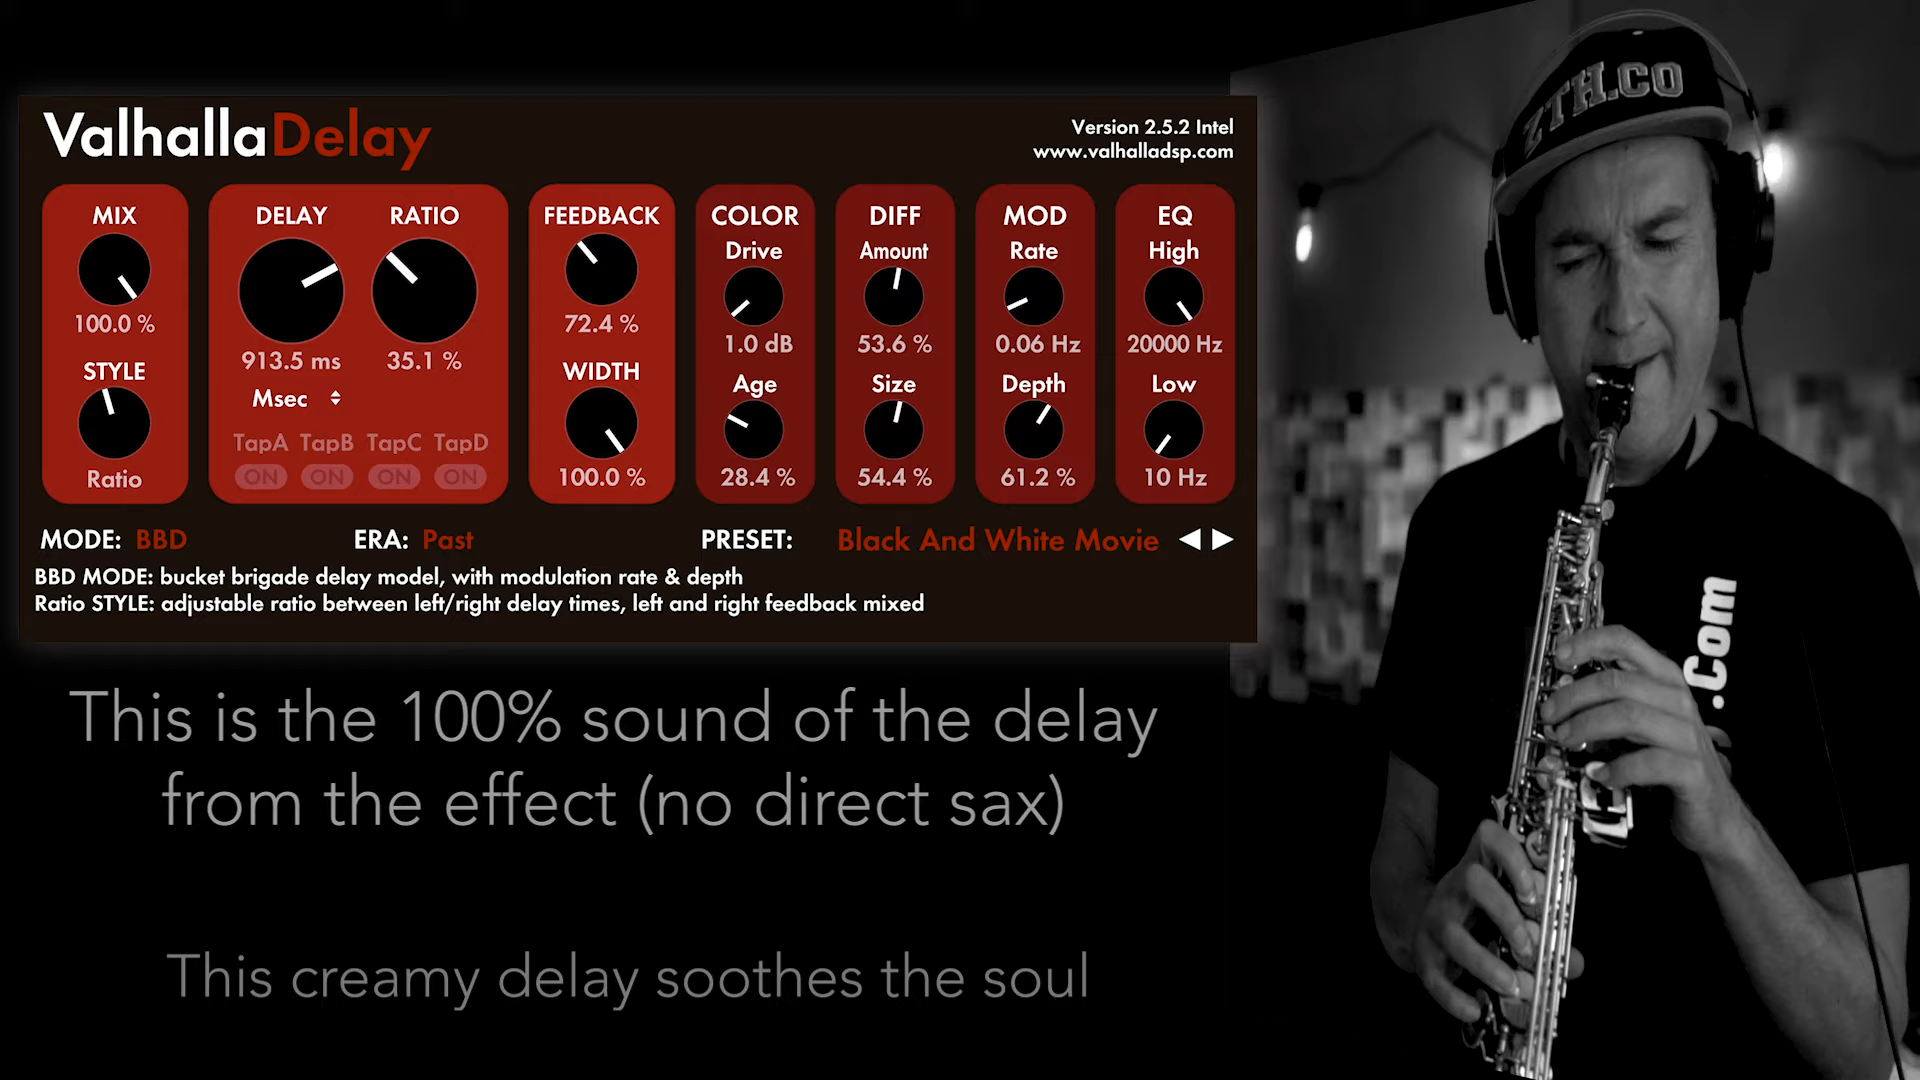 ValhallaDelay
Version 2.5.2 Intel
www.valhalladsp.com
MIX
100.0 %
STYLE
Ratio
DELAY RATIO
913.5 ms 35.1 %
Msec
TapA TapB TapC TapD
ON ON ON ON
FEEDBACK
72.4 %
WIDTH
100.0 %
COLOR
Drive
1.0 dB
Age
28.4 %
DIFF
Amount
53.6 %
Size
54.4 %
MOD
Rate
0.06 Hz
Depth
61.2 %
EQ
High
20000 Hz
Low
10 Hz
MODE: BBD ERA: Past PRESET: Black And White Movie
BBD MODE: bucket brigade delay model, with modulation rate & depth
Ratio STYLE: adjustable ratio between left/right delay times, left and right feedback mixed
This is the 100% sound of the delay
from the effect (no direct sax)
This creamy delay soothes the soul
ZTH.CO
.Com